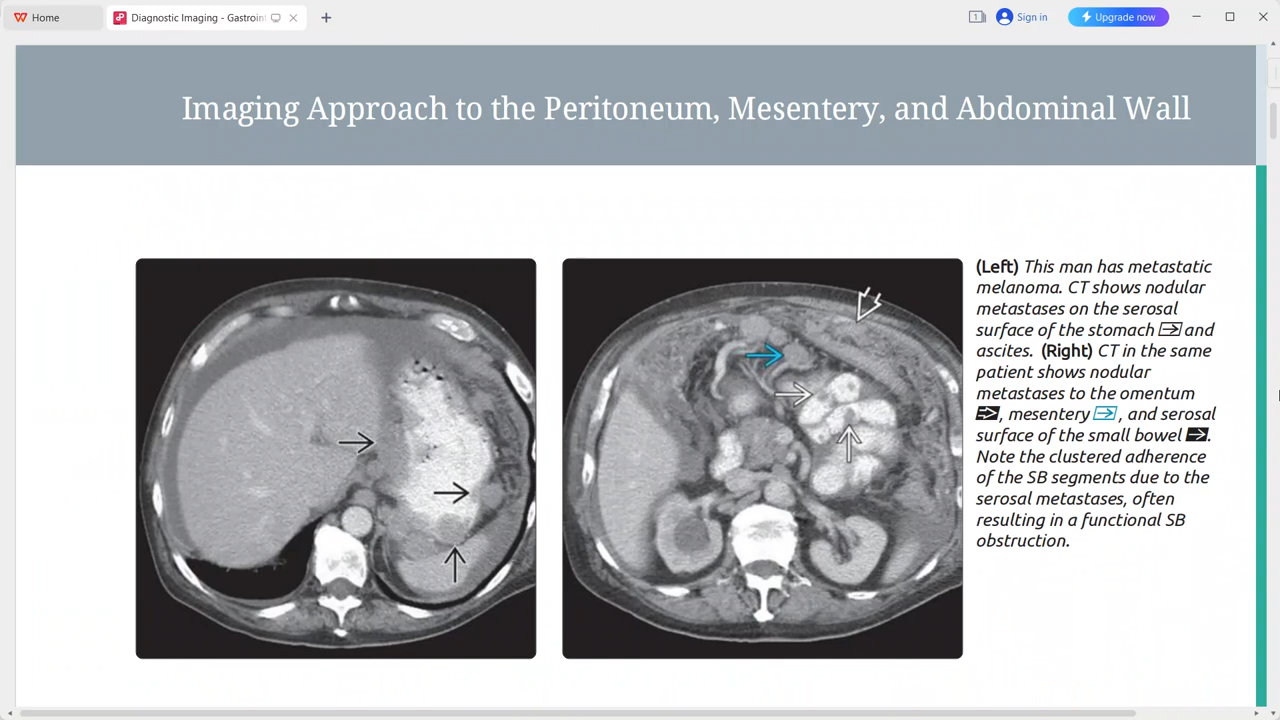 Home
Diagnostic Imaging - Gastroint
1
Sign in
Upgrade now
Imaging Approach to the Peritoneum, Mesentery, and Abdominal Wall
(Left) This man has metastatic
melanoma. CT shows nodular
metastases on the serosal
surface of the stomach and
ascites. (Right) CT in the same
patient shows nodular
metastases to the omentum
, mesentery , and serosal
surface of the small bowel .
Note the clustered adherence
of the SB segments due to the
serosal metastases, often
resulting in a functional SB
obstruction.